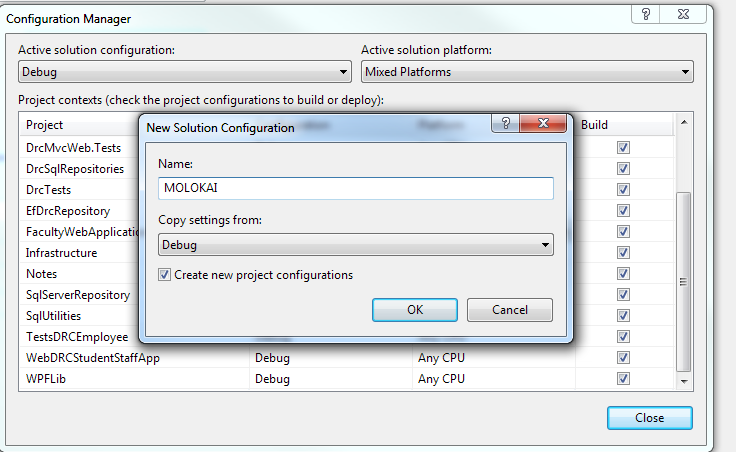 Configuration Manager
Active solution configuration: Active solution platform:
Debug Mixed Platforms
Project contexts (check the project configurations to build or deploy):
Project Build
New Solution Configuration
DrcMvcWeb.Tests
DrcSqlRepositories
Name:
DrcTests
MOLOKAI
EfDrcRepository
Copy settings from:
FacultyWebApplication
Debug
Infrastructure
Notes
Create new project configurations
SqlServerRepository
SqlUtilities
OK Cancel
TestsDRCEmployee
WebDRCStudentStaffApp Debug Any CPU
WPFLib Debug Any CPU
Close